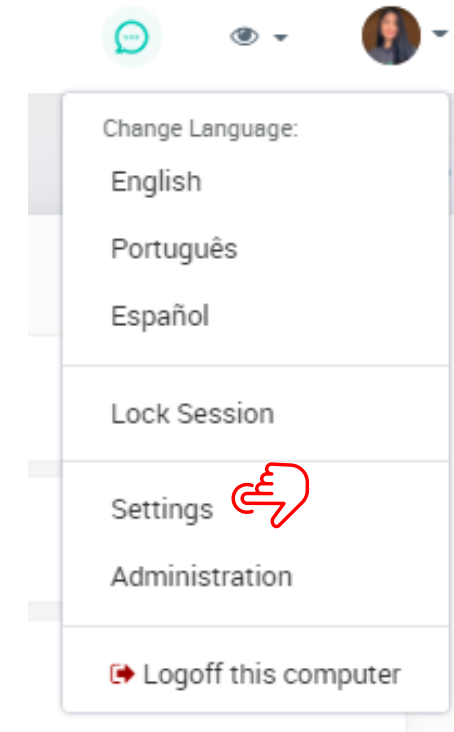 Change Language:
English
Português
Español
Lock Session
Settings
Administration
Logoff this computer